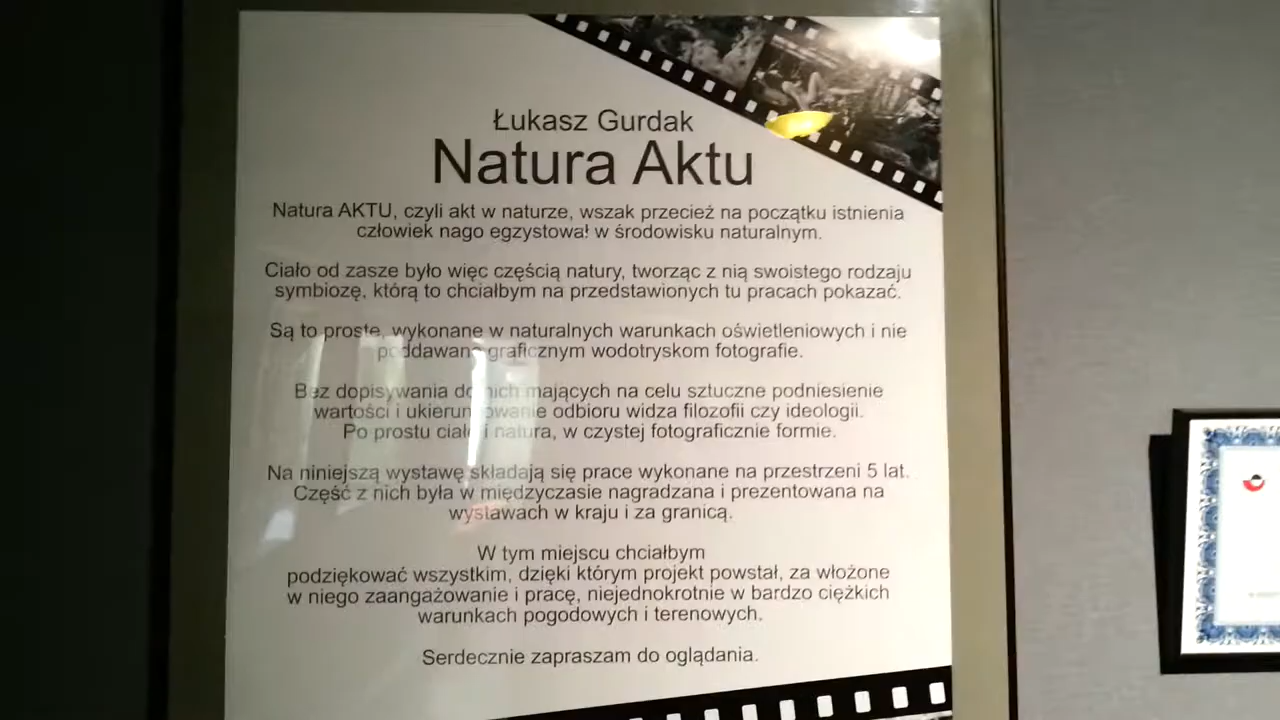 Łukasz Gurdak
Natura Aktu
Natura AKTU, czyli akt w naturze, wszak przecież na początku istnienia
człowiek nago egzystował w środowisku naturalnym.
Ciało od zasze było więc częścią natury, tworząc z nią swoistego rodzaju
symbiozę, którą to chciałbym na przedstawionych tu pracach pokazać.
Są to proste, wykonane w naturalnych warunkach oświetleniowych i nie
poddawane graficznym wodotryskom fotografie.
Bez dopisywania do nich mających na celu sztuczne podniesienie
wartości i ukierunkowanie odbioru widza filozofii czy ideologii.
Po prostu ciało i natura, w czystej fotograficznie formie.
Na niniejszą wystawę składają się prace wykonane na przestrzeni 5 lat.
Część z nich była w międzyczasie nagradzana i prezentowana na
wystawach w kraju i za granicą.
W tym miejscu chciałbym
podziękować wszystkim, dzięki którym projekt powstał, za włożone
w niego zaangażowanie i pracę, niejednokrotnie w bardzo ciężkich
warunkach pogodowych i terenowych.
Serdecznie zapraszam do oglądania.